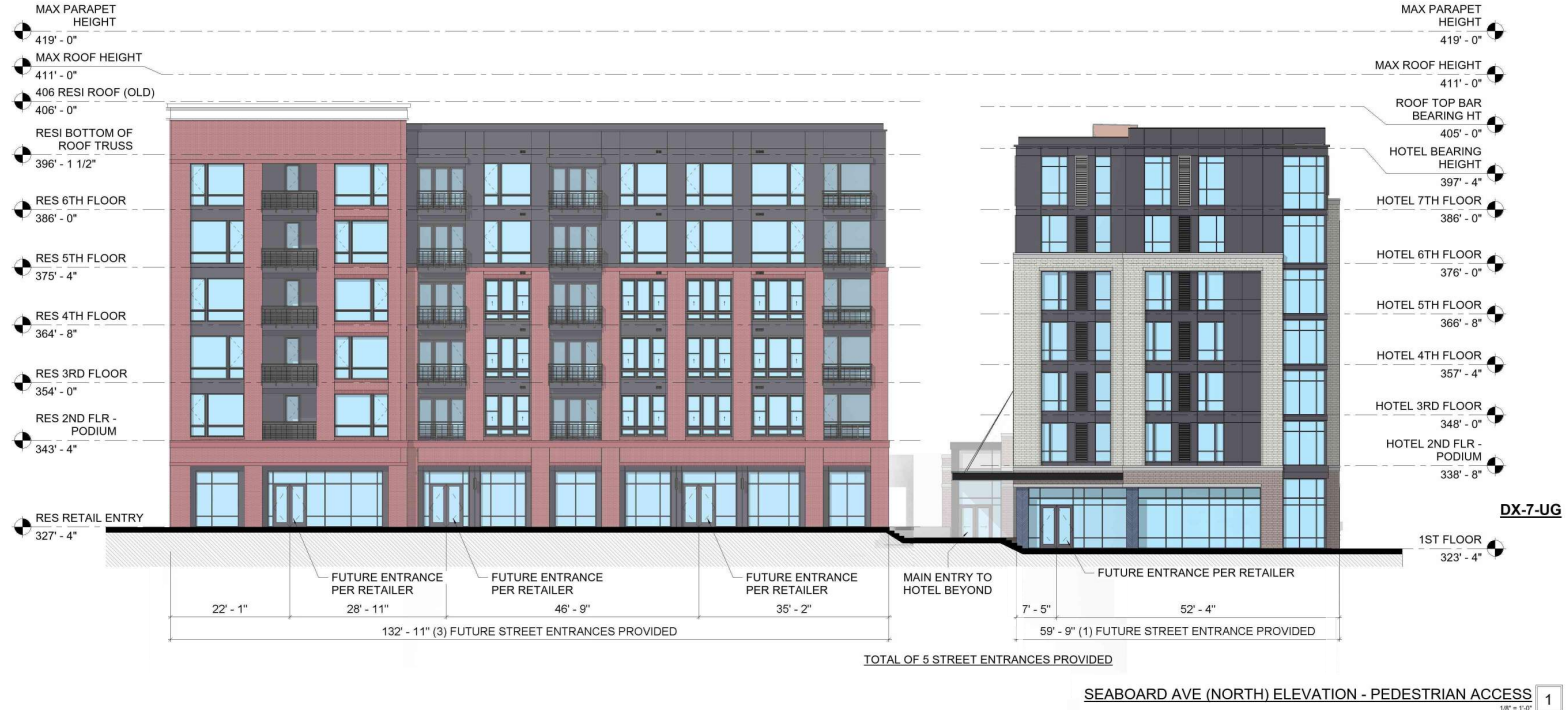 MAX PARAPET
HEIGHT
419' - 0"
MAX ROOF HEIGHT
411' - 0"
406 RESI ROOF (OLD)
406' - 0"
RESI BOTTOM OF
ROOF TRUSS
396' - 1 1/2"
RES 6TH FLOOR
386' - 0"
RES 5TH FLOOR
375' - 4"
RES 4TH FLOOR
364' - 8"
RES 3RD FLOOR
354' - 0"
RES 2ND FLR -
PODIUM
343' - 4"
RES RETAIL ENTRY
327' - 4"
MAX PARAPET
HEIGHT
419' - 0"
MAX ROOF HEIGHT
411' - 0"
ROOF TOP BAR
BEARING HT
405' - 0"
HOTEL BEARING
HEIGHT
397' - 4"
HOTEL 7TH FLOOR
386' - 0"
HOTEL 6TH FLOOR
376' - 0"
HOTEL 5TH FLOOR
366' - 8"
HOTEL 4TH FLOOR
357' - 4"
HOTEL 3RD FLOOR
348' - 0"
HOTEL 2ND FLR -
PODIUM
338' - 8"
DX-7-UG
1ST FLOOR
323' - 4"
FUTURE ENTRANCE
PER RETAILER
FUTURE ENTRANCE
PER RETAILER
FUTURE ENTRANCE
PER RETAILER
MAIN ENTRY TO
HOTEL BEYOND
FUTURE ENTRANCE PER RETAILER
22' - 1"
28' - 11"
46' - 9"
35' - 2"
7' - 5"
52' - 4"
132' - 11" (3) FUTURE STREET ENTRANCES PROVIDED
59' - 9" (1) FUTURE STREET ENTRANCE PROVIDED
TOTAL OF 5 STREET ENTRANCES PROVIDED
SEABOARD AVE (NORTH) ELEVATION - PEDESTRIAN ACCESS
1
1/8" = 1'-0"